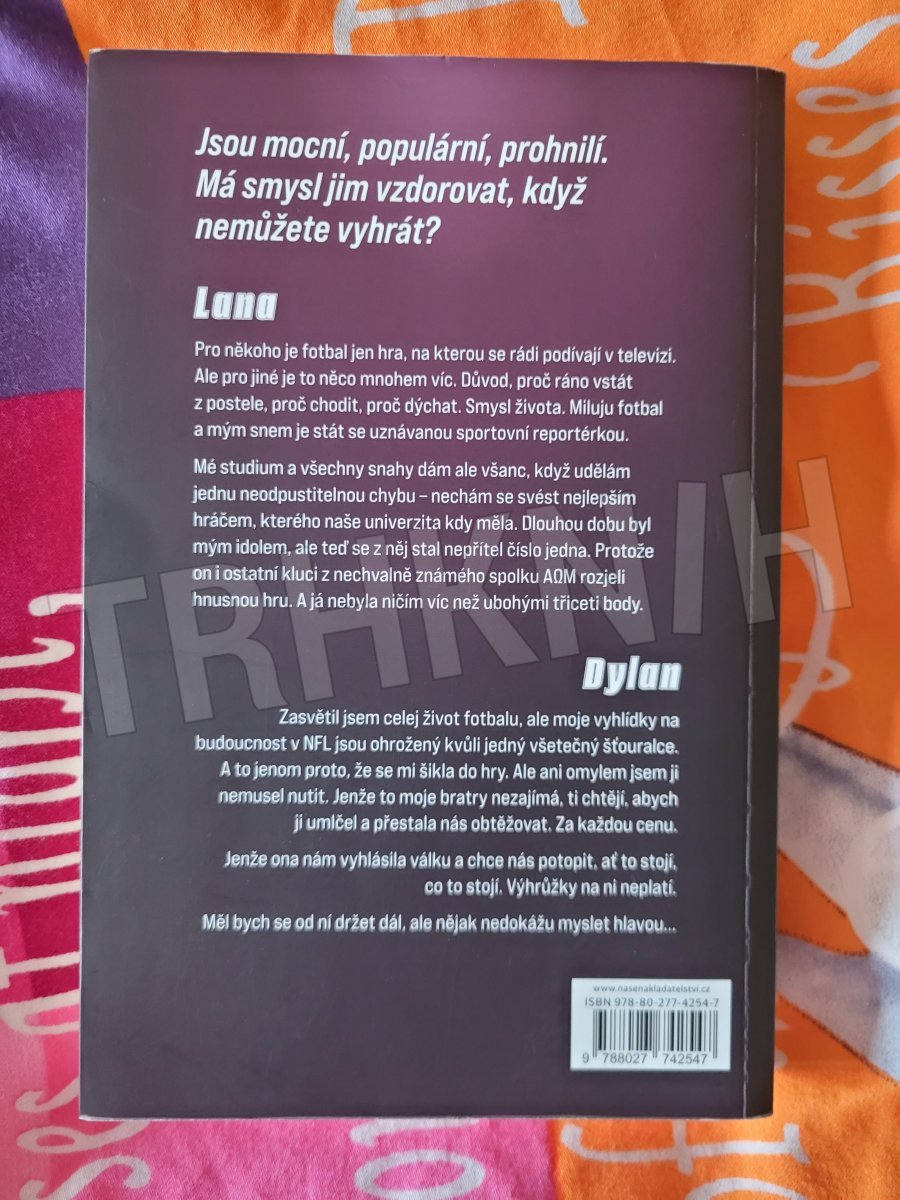 Jsou mocní, populární, prohnilí.
Má smysl jim vzdorovat, když
nemůžete vyhrát?
Lana
Pro někoho je fotbal jen hra, na kterou se rádi podívají v televizi.
Ale pro jiné je to něco mnohem víc. Důvod, proč ráno vstát
z postele, proč chodit, proč dýchat. Smysl života. Miluju fotbal
a mým snem je stát se uznávanou sportovní reportérkou.
Mé studium a všechny snahy dám ale všanc, když udělám
jednu neodpustitelnou chybu – nechám se svést nejlepším
hráčem, kterého naše univerzita kdy měla. Dlouhou dobu byl
mým idolem, ale teď se z něj stal nepřítel číslo jedna. Protože
on i ostatní kluci z nechvalně známého spolku AΩM rozjeli
hnusnou hru. A já nebyla ničím víc než ubohými třiceti body.
TRHKNIH
Dylan
Zasvětil jsem celej život fotbalu, ale moje vyhlídky na
budoucnost v NFL jsou ohrožený kvůli jedný všetečný šťouralce.
A to jenom proto, že se mi šikla do hry. Ale ani omylem jsem ji
nemusel nutit. Jenže to moje bratry nezajímá, ti chtějí, abych
ji umlčel a přestala nás obtěžovat. Za každou cenu.
Jenže ona nám vyhlásila válku a chce nás potopit, ať to stojí,
co to stojí. Výhrůžky na ni neplatí.
Měl bych se od ní držet dál, ale nějak nedokážu myslet hlavou...
www.nasenakladatelstvi.cz
ISBN 978-80-277-4254-7
9 788027 742547